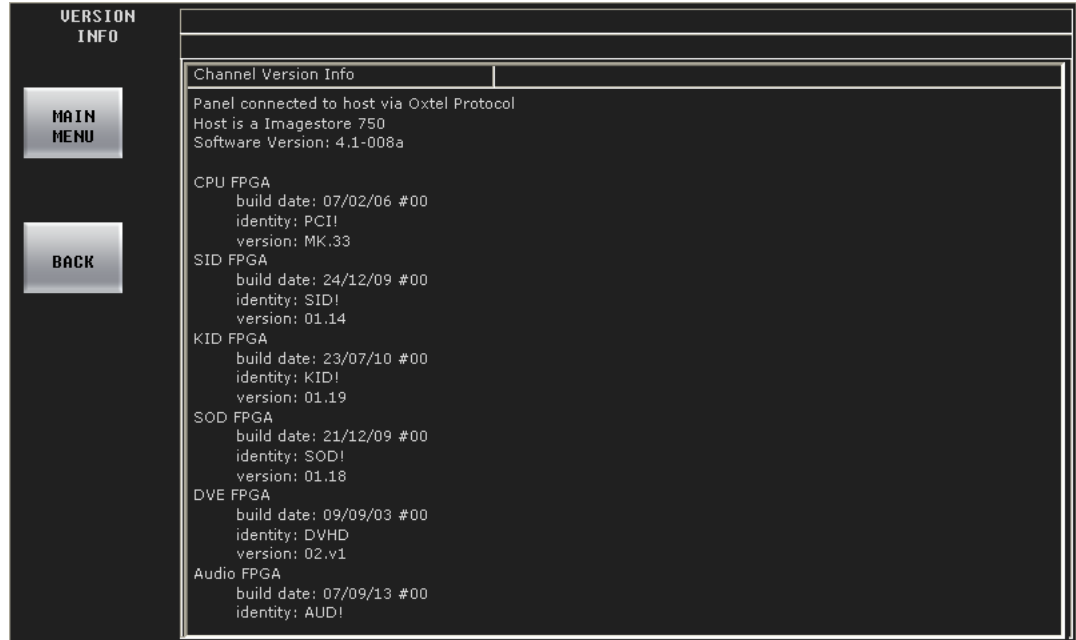 VERSION
INFO
MAIN
MENU
BACK
Channel Version Info
Panel connected to host via Oxtel Protocol
Host is a Imagestore 750
Software Version: 4.1-008a
CPU FPGA
build date: 07/02/06 #00
identity: PCI!
version: MK.33
SID FPGA
build date: 24/12/09 #00
identity: SID!
version: 01.14
KID FPGA
build date: 23/07/10 #00
identity: KID!
version: 01.19
SOD FPGA
build date: 21/12/09 #00
identity: SOD!
version: 01.18
DVE FPGA
build date: 09/09/03 #00
identity: DVHD
version: 02.v1
Audio FPGA
build date: 07/09/13 #00
identity: AUD!